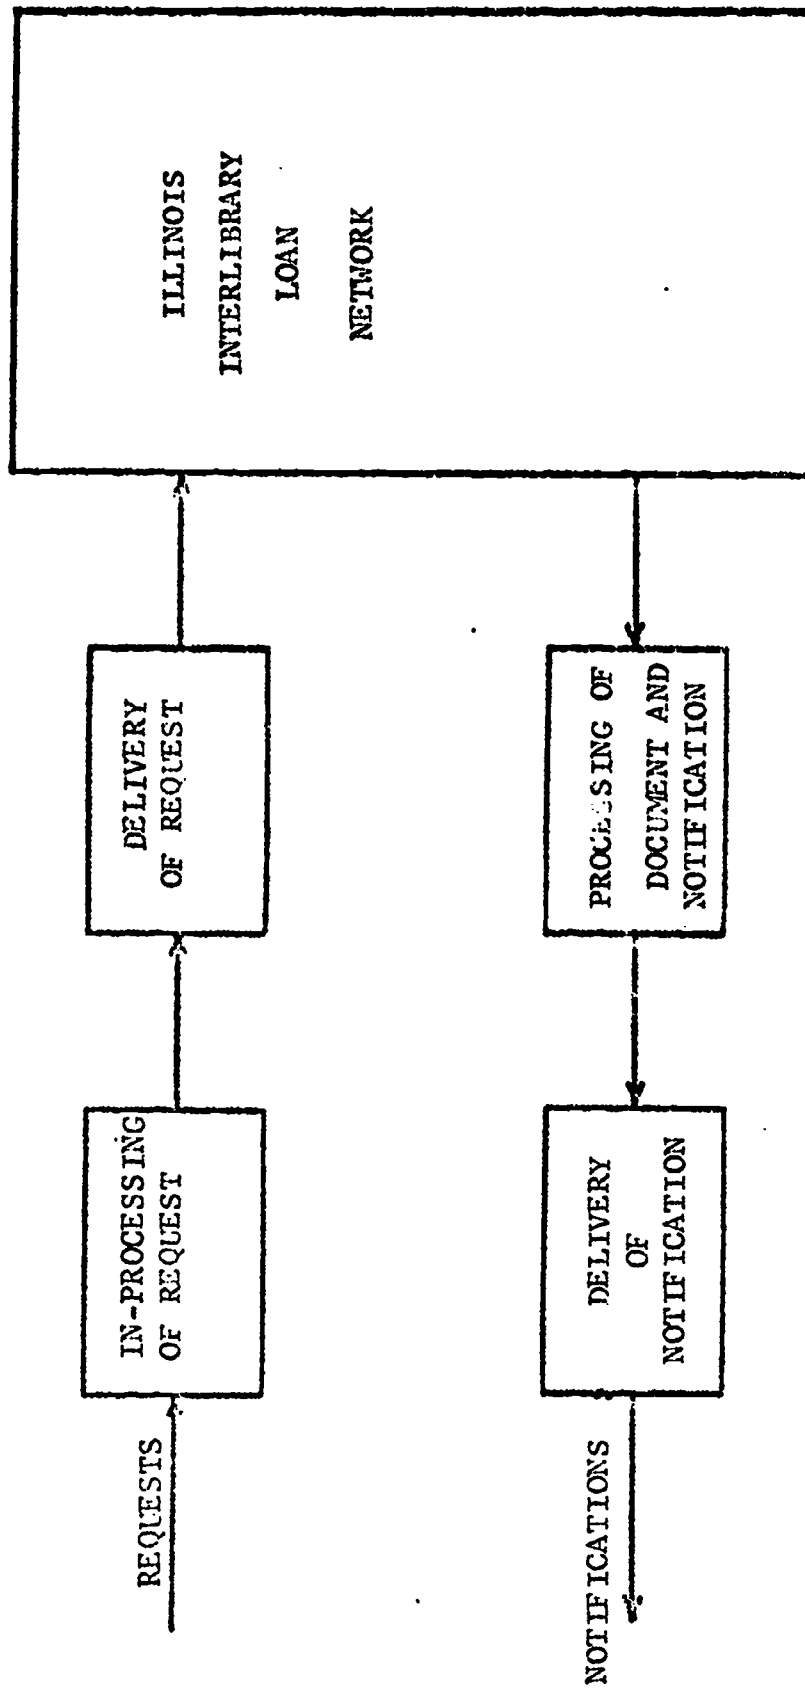 REQUESTS
IN-PROCESSING
OF REQUEST
DELIVERY
OF REQUEST
ILLINOIS
INTERLIBRARY
LOAN
NETWORK
PROCESSING OF
DOCUMENT AND
NOTIFICATION
DELIVERY
OF
NOTIFICATION
NOTIFICATIONS